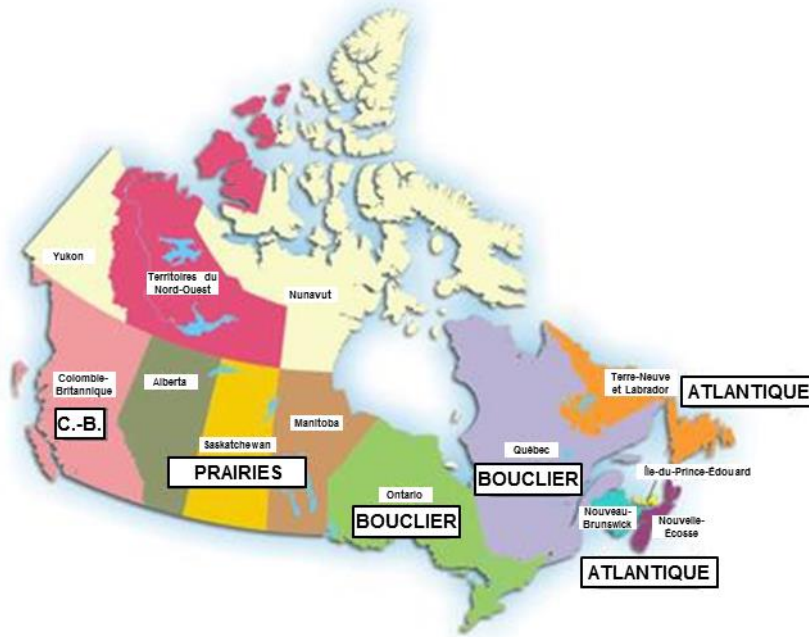 Yukon
Territoires du
Nord-Ouest
Nunavut
Colombie-
Britannique
C.-B.
Alberta
Saskatchewan
Manitoba
PRAIRIES
Ontario
BOUCLIER
Québec
BOUCLIER
Terre-Neuve
et Labrador
ATLANTIQUE
Île-du-Prince-Édouard
Nouveau-
Brunswick
Nouvelle-
Écosse
ATLANTIQUE